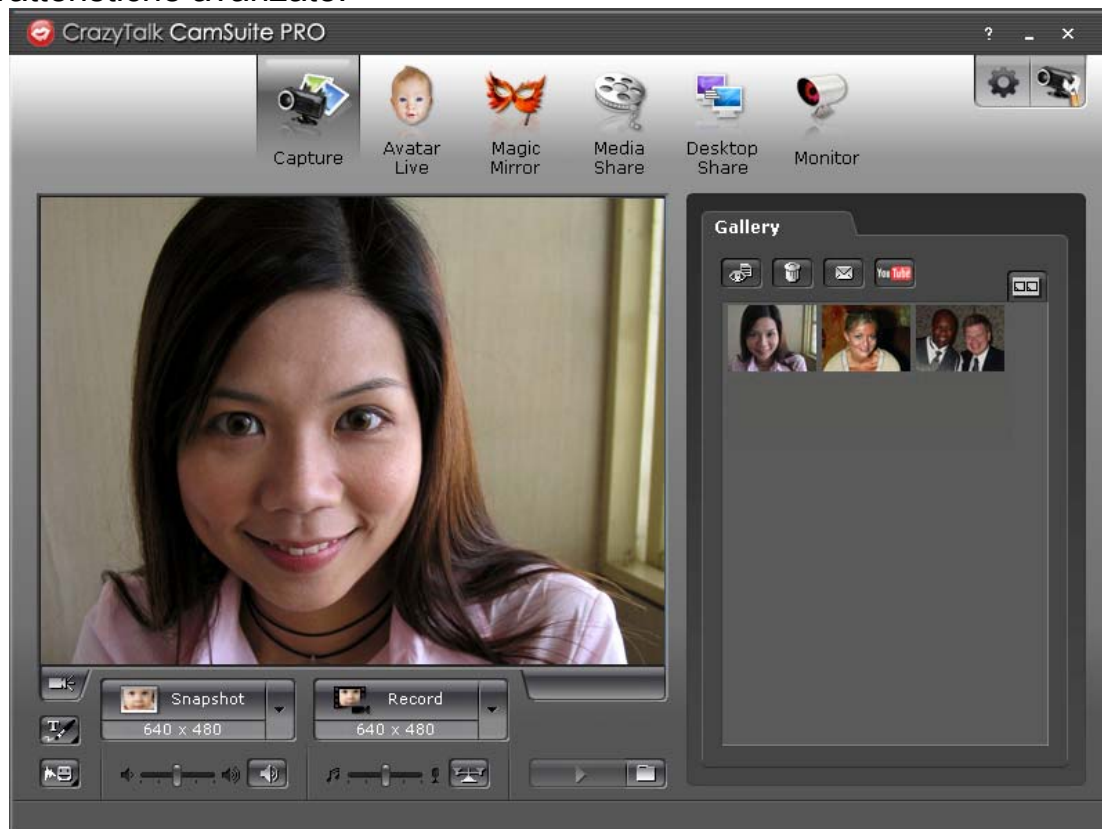 CrazyTalk CamSuite PRO
? _ ×
Capture
Avatar Live
Magic Mirror
Media Share
Desktop Share
Monitor
Gallery
You Tube
Snapshot
640 x 480
Record
640 x 480